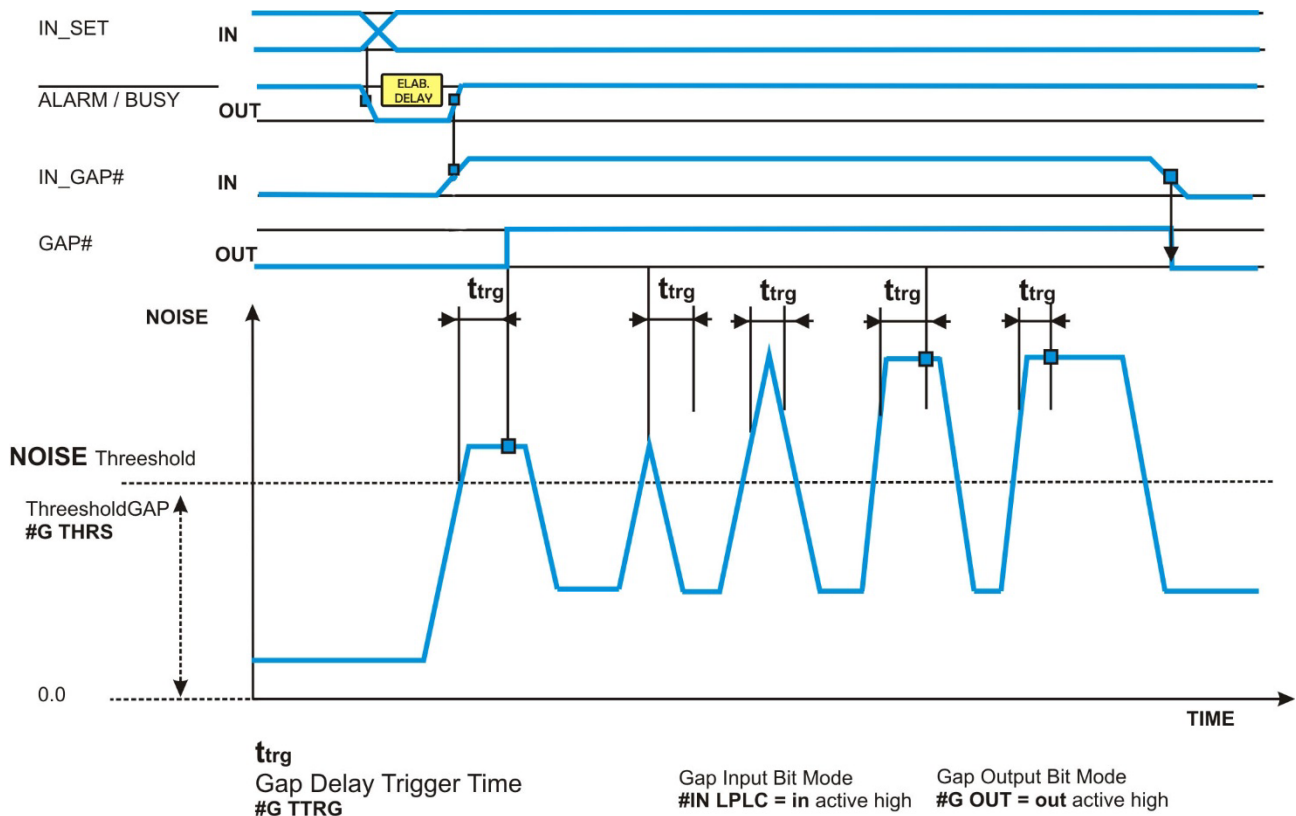 IN_SET IN
ELAB.
DELAY
ALARM / BUSY OUT
IN_GAP# IN
GAP# OUT
ttrg ttrg ttrg ttrg ttrg
NOISE
NOISE Threeshold
ThreesholdGAP
#G THRS
0.0
TIME
ttrg
Gap Delay Trigger Time
#G TTRG
Gap Input Bit Mode
#IN LPLC = in active high
Gap Output Bit Mode
#G OUT = out active high